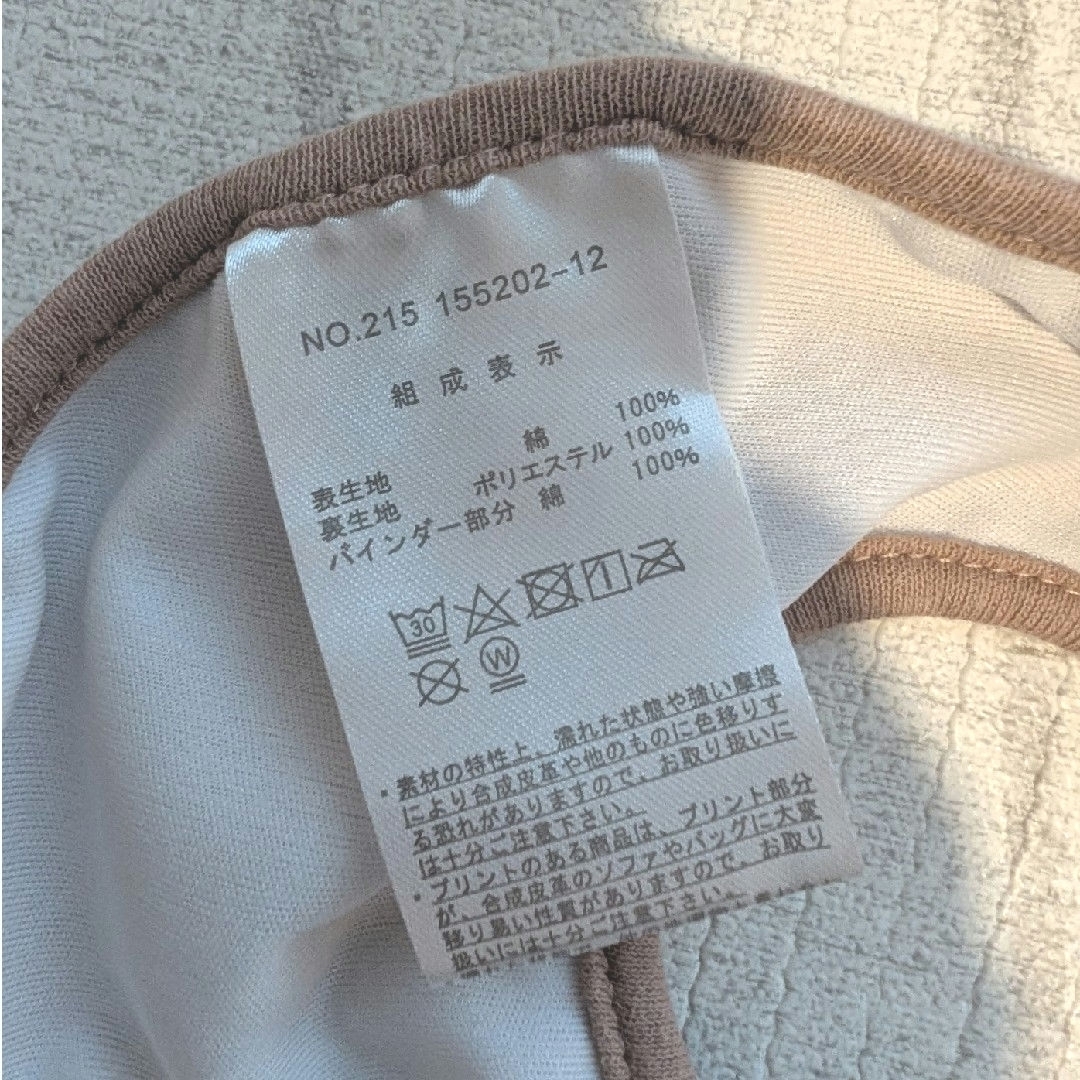 NO.215 155202-12
組成表示
表生地 綿 100%
裏生地 ポリエステル 100%
バインダー部分 綿 100%
30
W
・素材の特性上、濡れた状態や強い摩擦
により合成皮革や他のものに色移りす
る恐れがありますので、お取り扱いに
は十分ご注意下さい。
・プリントのある商品は、プリント部分
が、合成皮革のソファやバッグに大変
移り易い性質がありますので、お取り
扱いには十分ご注意下さい。